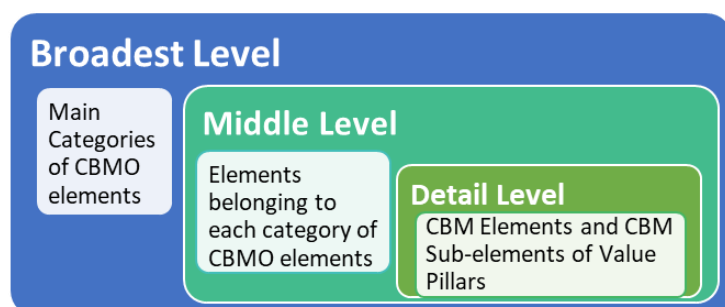 Broadest Level
Main
Categories
of CBMO
elements
Middle Level
Elements
belonging to
each category of
CBMO elements
Detail Level
CBM Elements and CBM
Sub-elements of Value
Pillars